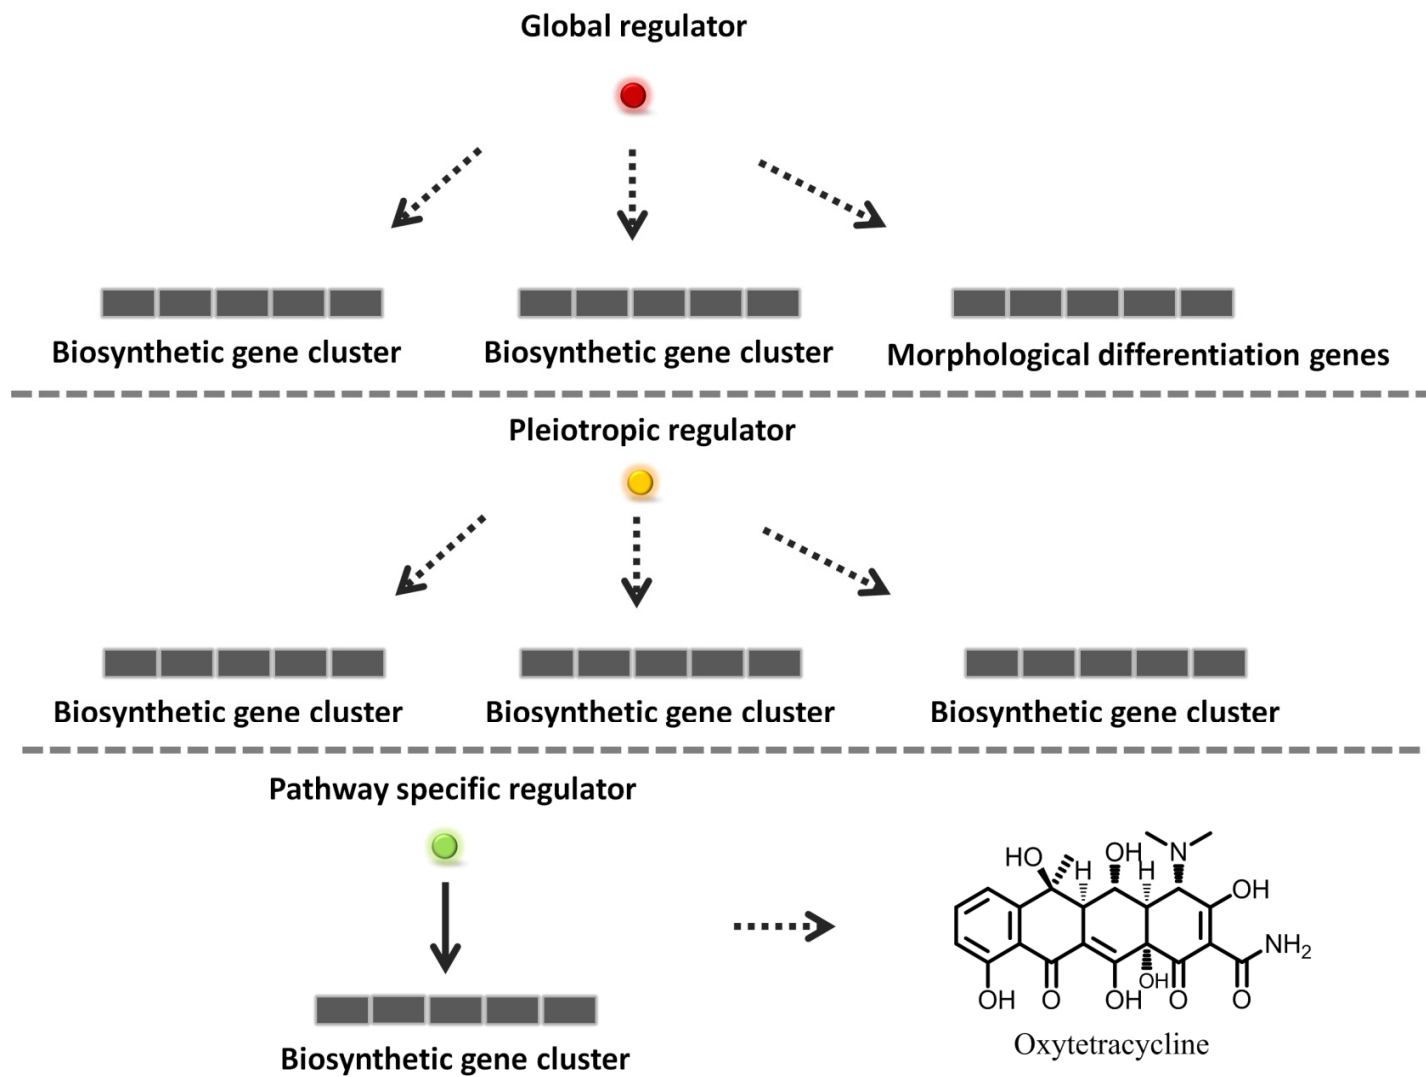 Global regulator
Biosynthetic gene cluster
Biosynthetic gene cluster
Morphological differentiation genes
Pleiotropic regulator
Biosynthetic gene cluster
Biosynthetic gene cluster
Biosynthetic gene cluster
Pathway specific regulator
HO
H
OH
H
N
OH
NH2
OH
O
OH
OH
O
O
Oxytetracycline
Biosynthetic gene cluster